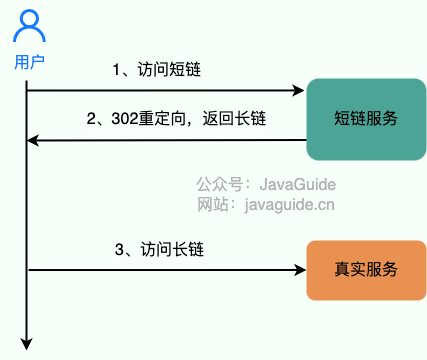 用户
1、访问短链
2、302重定向，返回长链
短链服务
公众号：JavaGuide
网站：javaguide.cn
3、访问长链
真实服务